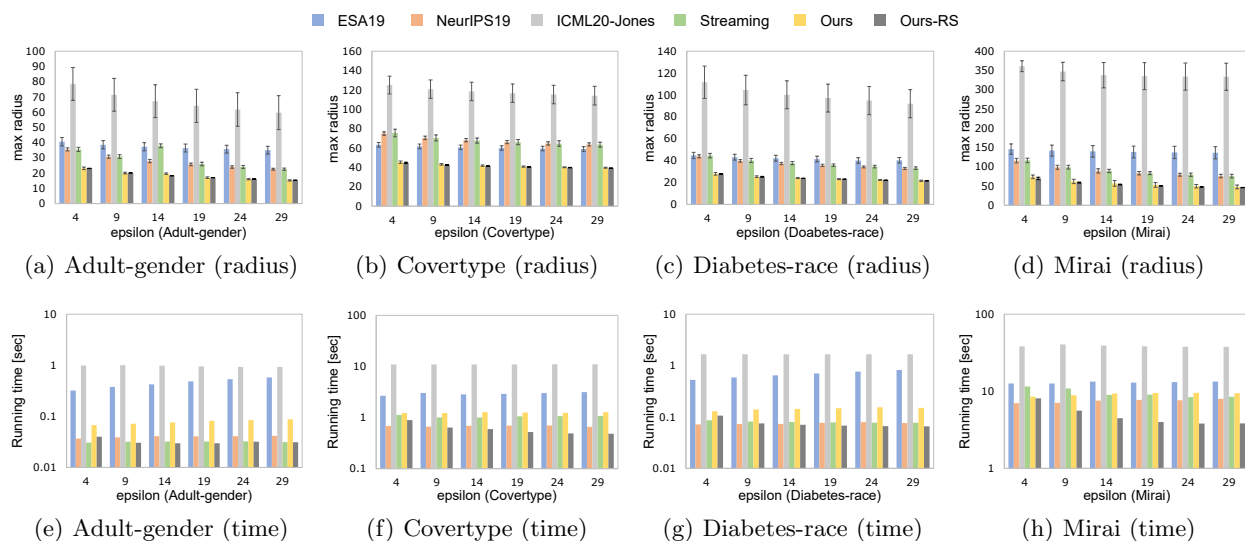 ESA19 NeurIPS19 ICML20-Jones Streaming Ours Ours-RS
max radius
100
90
80
70
60
50
40
30
20
10
0
4 9 14 19 24 29
epsilon (Adult-gender)
(a) Adult-gender (radius)
max radius
160
140
120
100
80
60
40
20
0
4 9 14 19 24 29
epsilon (Covertype)
(b) Covertype (radius)
max radius
140
120
100
80
60
40
20
0
4 9 14 19 24 29
epsilon (Doabetes-race)
(c) Diabetes-race (radius)
max radius
400
350
300
250
200
150
100
50
0
4 9 14 19 24 29
epsilon (Mirai)
(d) Mirai (radius)
Running time [sec]
10
1
0.1
0.01
4 9 14 19 24 29
epsilon (Adult-gender)
(e) Adult-gender (time)
Running time [sec]
100
10
1
0.1
4 9 14 19 24 29
epsilon (Covertype)
(f) Covertype (time)
Running time [sec]
10
1
0.1
0.01
4 9 14 19 24 29
epsilon (Diabetes-race)
(g) Diabetes-race (time)
Running time [sec]
100
10
1
4 9 14 19 24 29
epsilon (Mirai)
(h) Mirai (time)